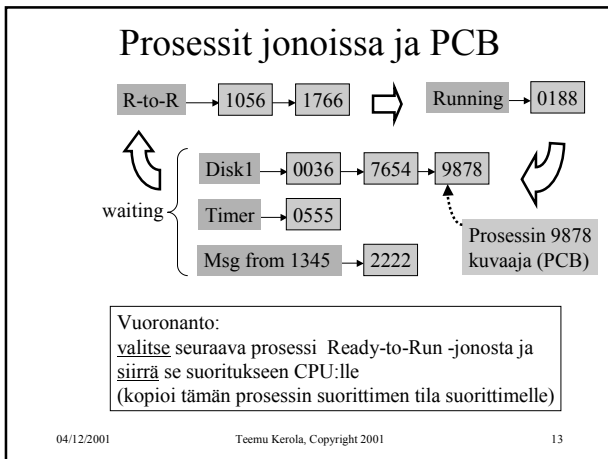 Prosessit jonoissa ja PCB
R-to-R 1056 1766 Running 0188
Disk1 0036 7654 9878
waiting
Timer 0555
Msg from 1345 2222
Prosessin 9878
kuvaaja (PCB)
Vuoronanto:
valitse seuraava prosessi Ready-to-Run -jonosta ja
siirrä se suoritukseen CPU:lle
(kopioi tämän prosessin suorittimen tila suorittimelle)
04/12/2001 Teemu Kerola, Copyright 2001 13